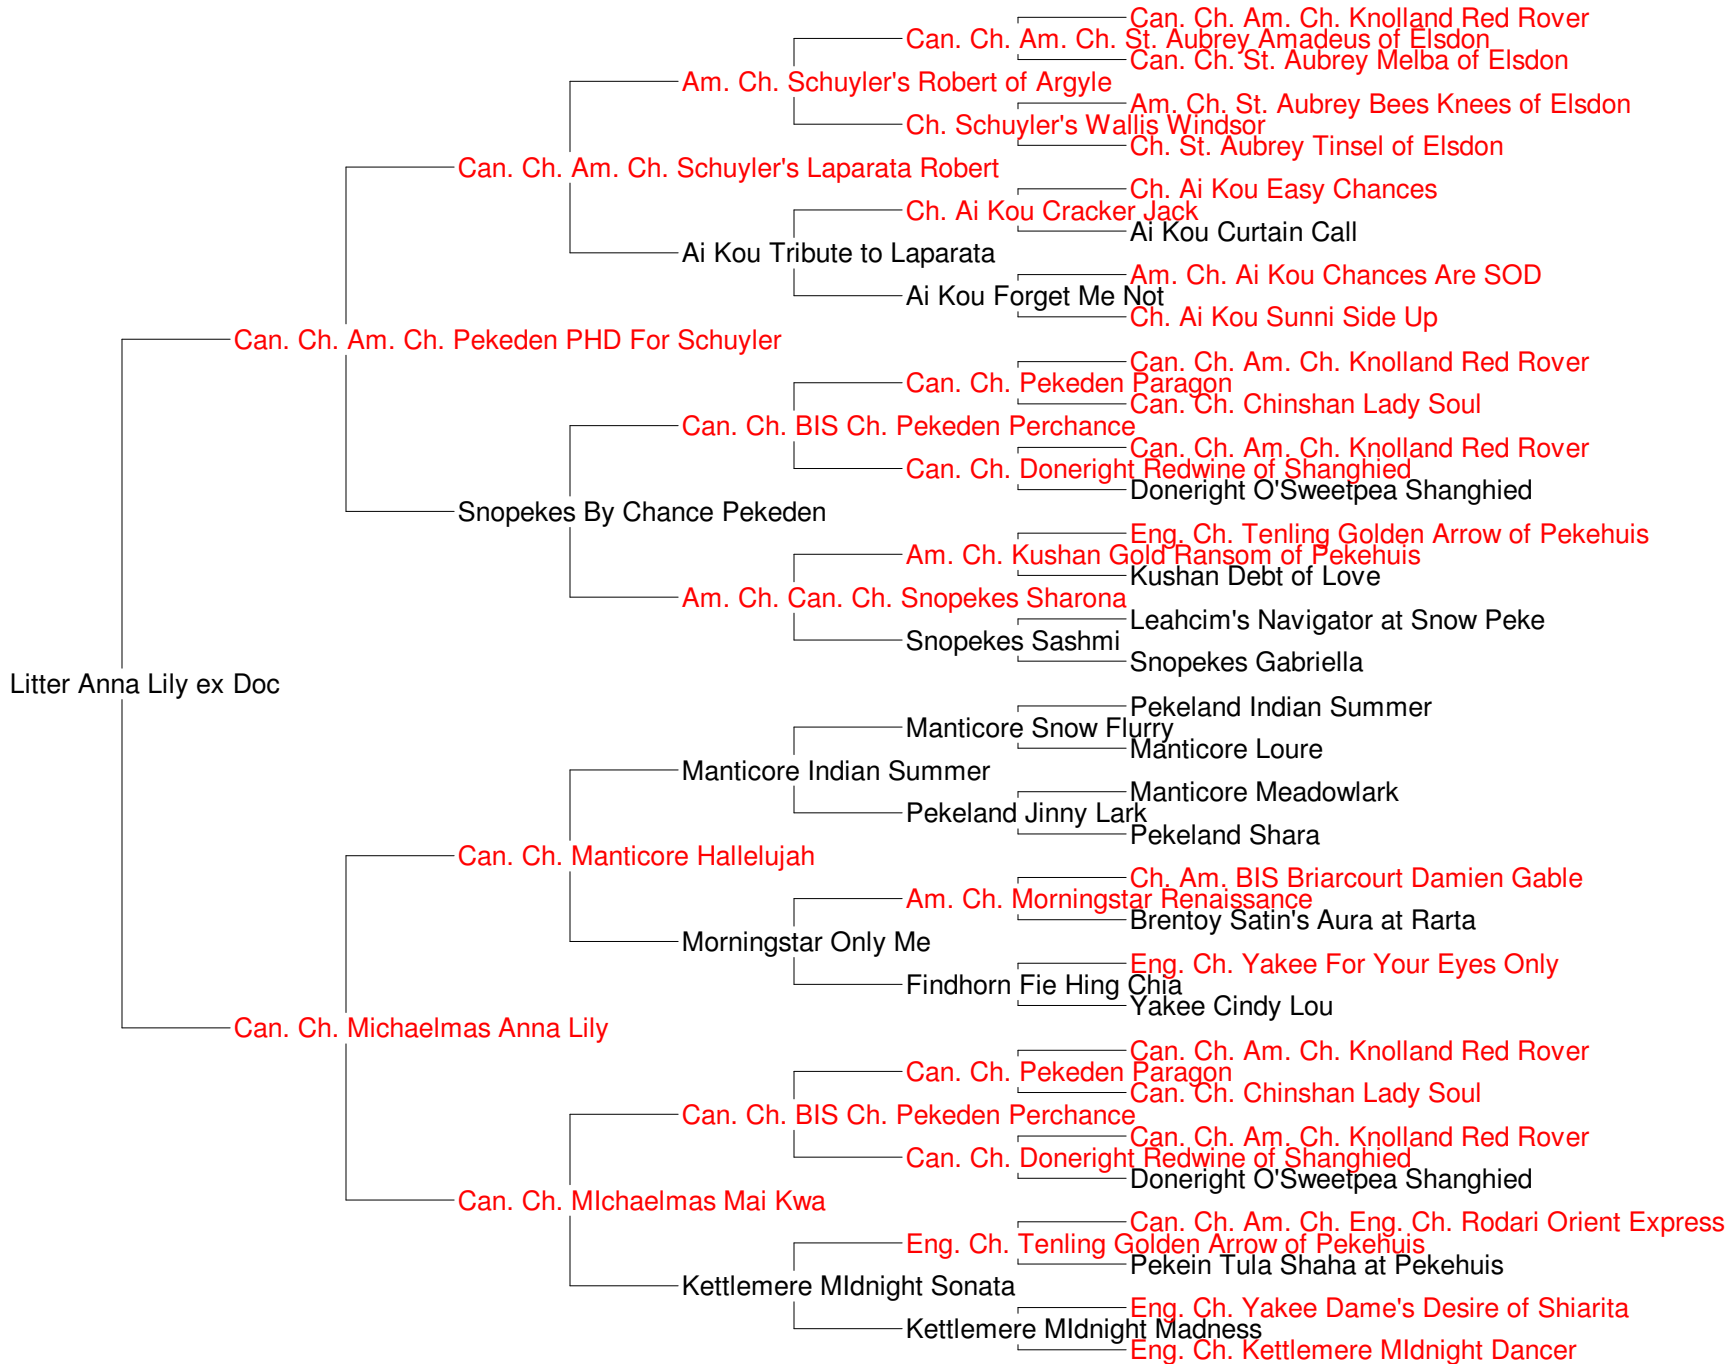 Can. Ch. Am. Ch. Knolland Red Rover
Can. Ch. Am. Ch. St. Aubrey Amadeus of Elsdon
Can. Ch. St. Aubrey Melba of Elsdon
Am. Ch. Schuyler's Robert of Argyle
Am. Ch. St. Aubrey Bees Knees of Elsdon
Ch. Schuyler's Wallis Windsor
Ch. St. Aubrey Tinsel of Elsdon
Can. Ch. Am. Ch. Schuyler's Laparata Robert
Ch. Ai Kou Easy Chances
Ch. Ai Kou Cracker Jack
Ai Kou Curtain Call
Ai Kou Tribute to Laparata
Am. Ch. Ai Kou Chances Are SOD
Ai Kou Forget Me Not
Ch. Ai Kou Sunni Side Up
Can. Ch. Am. Ch. Pekeden PHD For Schuyler
Can. Ch. Am. Ch. Knolland Red Rover
Can. Ch. Pekeden Paragon
Can. Ch. Chinshan Lady Soul
Can. Ch. BIS Ch. Pekeden Perchance
Can. Ch. Am. Ch. Knolland Red Rover
Can. Ch. Doneright Redwine of Shanghied
Doneright O'Sweetpea Shanghied
Snopekes By Chance Pekeden
Eng. Ch. Tenling Golden Arrow of Pekehuis
Am. Ch. Kushan Gold Ransom of Pekehuis
Kushan Debt of Love
Am. Ch. Can. Ch. Snopekes Sharona
Leahcim's Navigator at Snow Peke
Snopekes Sashmi
Snopekes Gabriella
Litter Anna Lily ex Doc
Pekeland Indian Summer
Manticore Snow Flurry
Manticore Loure
Manticore Indian Summer
Manticore Meadowlark
Pekeland Jinny Lark
Pekeland Shara
Can. Ch. Manticore Hallelujah
Ch. Am. BIS Briarcourt Damien Gable
Am. Ch. Morningstar Renaissance
Brentoy Satin's Aura at Rarta
Morningstar Only Me
Eng. Ch. Yakee For Your Eyes Only
Findhorn Fie Hing Chia
Yakee Cindy Lou
Can. Ch. Michaelmas Anna Lily
Can. Ch. Am. Ch. Knolland Red Rover
Can. Ch. Pekeden Paragon
Can. Ch. Chinshan Lady Soul
Can. Ch. BIS Ch. Pekeden Perchance
Can. Ch. Am. Ch. Knolland Red Rover
Can. Ch. Doneright Redwine of Shanghied
Doneright O'Sweetpea Shanghied
Can. Ch. MIchaelmas Mai Kwa
Can. Ch. Am. Ch. Eng. Ch. Rodari Orient Express
Eng. Ch. Tenling Golden Arrow of Pekehuis
Pekein Tula Shaha at Pekehuis
Kettlemere MIdnight Sonata
Eng. Ch. Yakee Dame's Desire of Shiarita
Kettlemere MIdnight Madness
Eng. Ch. Kettlemere MIdnight Dancer